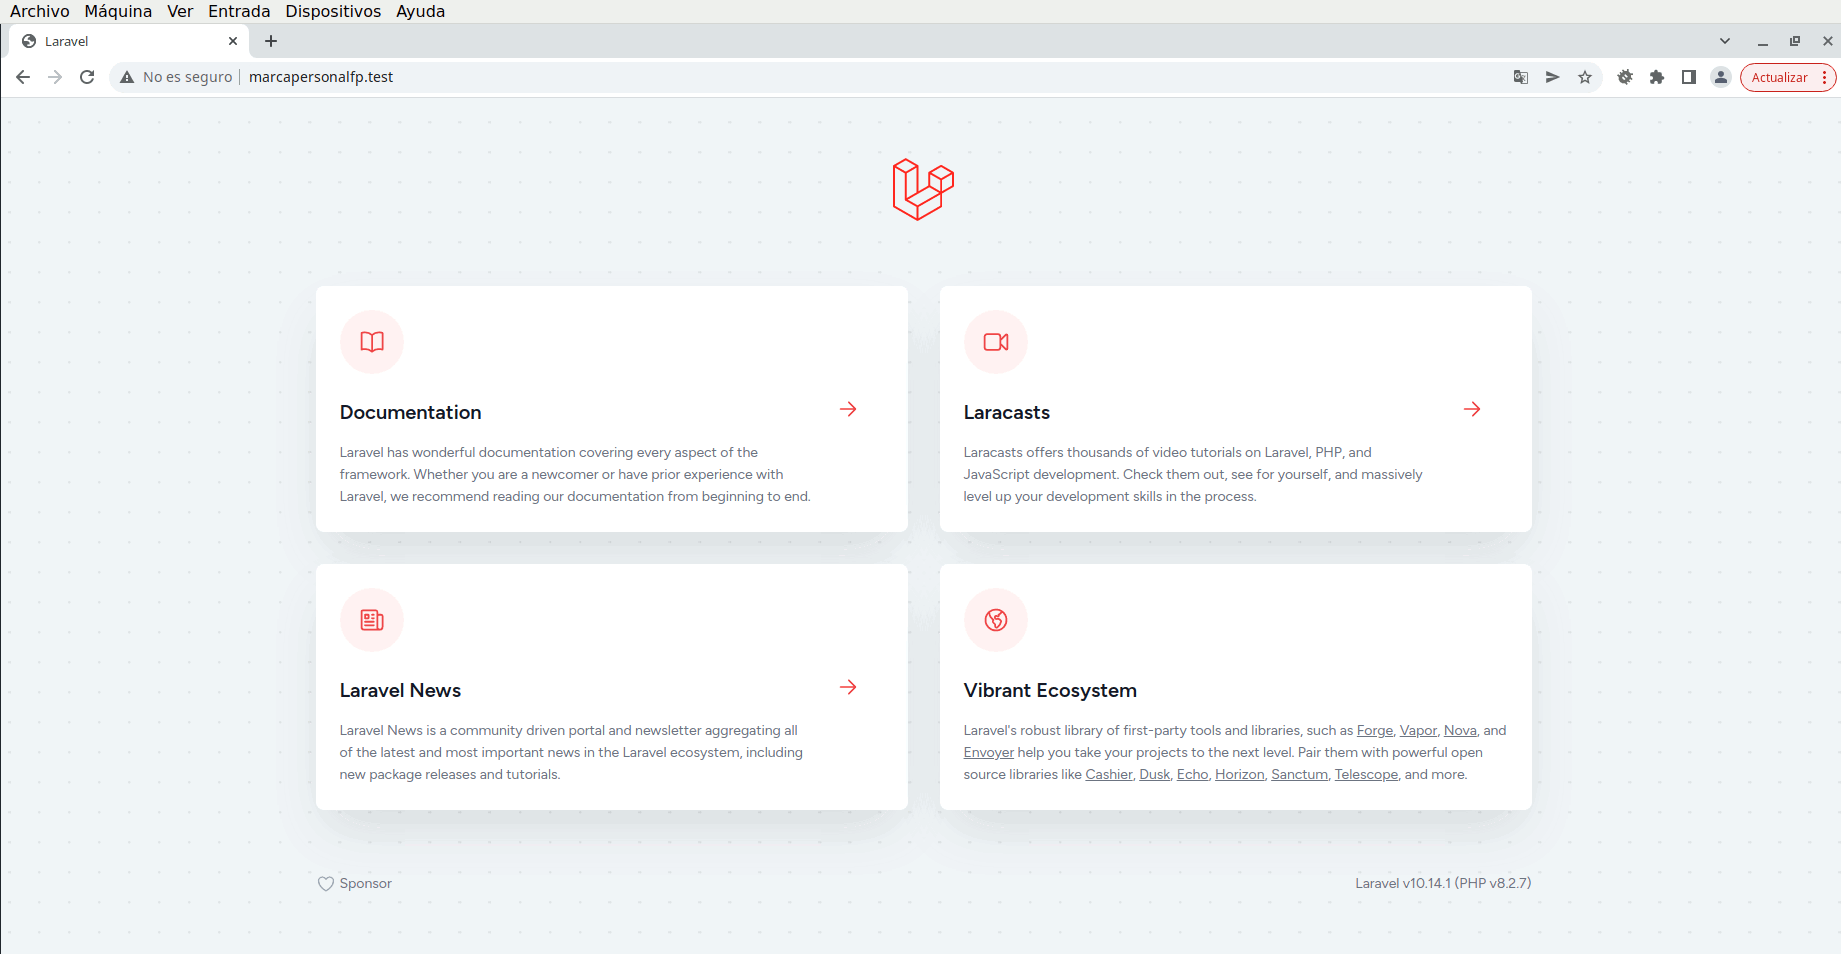 Archivo Máquina Ver Entrada Dispositivos Ayuda
Laravel
No es seguro marcapersonalfp.test
Actualizar
Documentation
Laravel has wonderful documentation covering every aspect of the
framework. Whether you are a newcomer or have prior experience with
Laravel, we recommend reading our documentation from beginning to end.
Laracasts
Laracasts offers thousands of video tutorials on Laravel, PHP, and
JavaScript development. Check them out, see for yourself, and massively
level up your development skills in the process.
Laravel News
Laravel News is a community driven portal and newsletter aggregating all
of the latest and most important news in the Laravel ecosystem, including
new package releases and tutorials.
Vibrant Ecosystem
Laravel's robust library of first-party tools and libraries, such as Forge, Vapor, Nova, and
Envoyer help you take your projects to the next level. Pair them with powerful open
source libraries like Cashier, Dusk, Echo, Horizon, Sanctum, Telescope, and more.
Sponsor
Laravel v10.14.1 (PHP v8.2.7)